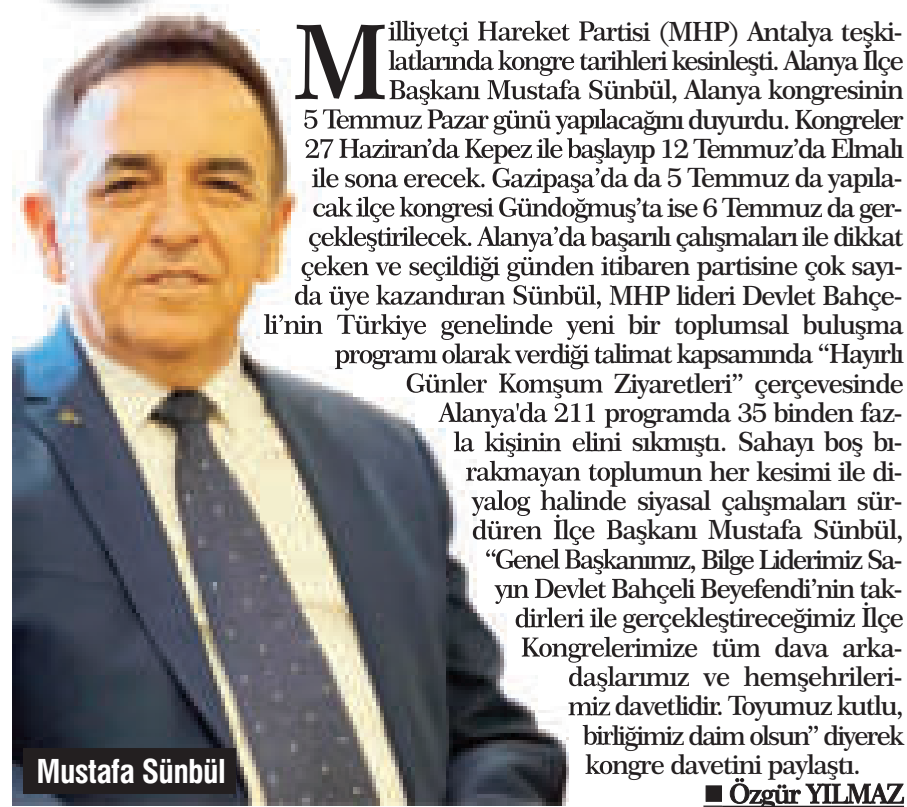 Milliyetçi Hareket Partisi (MHP) Antalya teşki-
latlarında kongre tarihleri kesinleşti. Alanya İlçe
Başkanı Mustafa Sünbül, Alanya kongresinin
5 Temmuz Pazar günü yapılacağını duyurdu. Kongreler
27 Haziran’da Kepez ile başlayıp 12 Temmuz’da Elmalı
ile sona erecek. Gazipaşa’da da 5 Temmuz da yapıla-
cak ilçe kongresi Gündoğmuş’ta ise 6 Temmuz da ger-
çekleştirilecek. Alanya’da başarılı çalışmaları ile dikkat
çeken ve seçildiği günden itibaren partisine çok sayı-
da üye kazandıran Sünbül, MHP lideri Devlet Bahçe-
li’nin Türkiye genelinde yeni bir toplumsal buluşma
programı olarak verdiği talimat kapsamında “Hayırlı
Günler Komşum Ziyaretleri” çerçevesinde
Alanya'da 211 programda 35 binden faz-
la kişinin elini sıkmıştı. Sahayı boş bı-
rakmayan toplumun her kesimi ile di-
yalog halinde siyasal çalışmaları sür-
düren İlçe Başkanı Mustafa Sünbül,
“Genel Başkanımız, Bilge Liderimiz Sa-
yın Devlet Bahçeli Beyefendi’nin tak-
dirleri ile gerçekleştireceğimiz İlçe
Kongrelerimize tüm dava arka-
daşlarımız ve hemşehrileri-
miz davetlidir. Toyumuz kutlu,
birliğimiz daim olsun” diyerek
kongre davetini paylaştı.
■ Özgür YILMAZ
Mustafa Sünbül